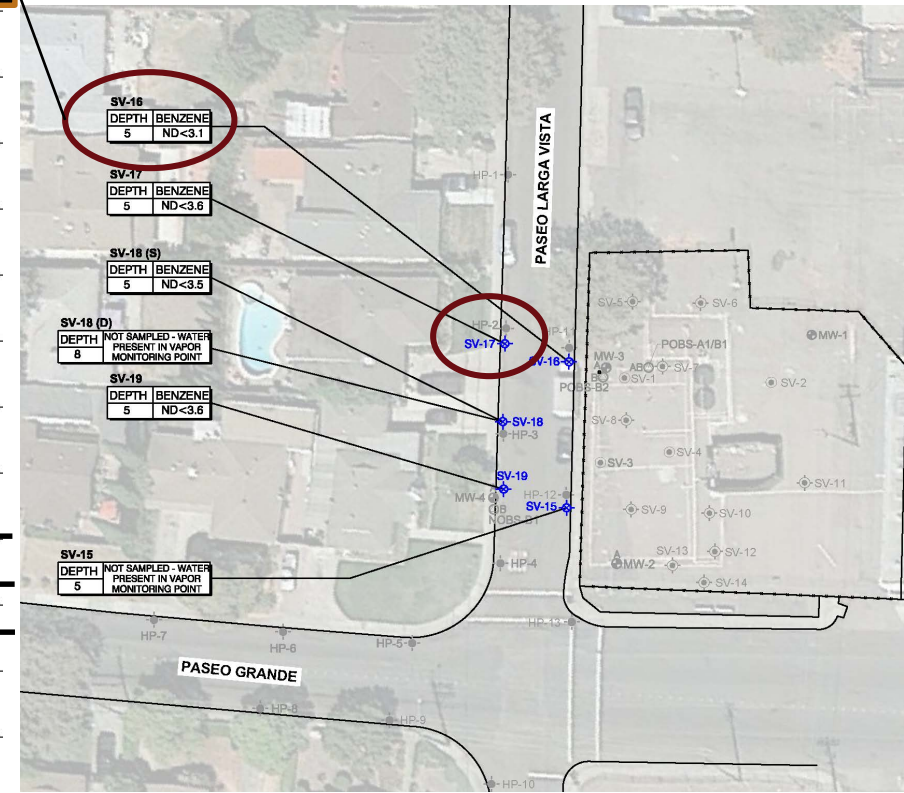 SV-16
DEPTH BENZENE
5 ND<3.1
SV-17
DEPTH BENZENE
5 ND<3.6
SV-18 (S)
DEPTH BENZENE
5 ND<3.5
SV-18 (D)
DEPTH NOT SAMPLED - WATER
PRESENT IN VAPOR
8 MONITORING POINT
SV-19
DEPTH BENZENE
5 ND<3.6
SV-15
DEPTH NOT SAMPLED - WATER
PRESENT IN VAPOR
5 MONITORING POINT
PASEO LARGA VISTA
PASEO GRANDE
HP-1
HP-2
SV-17
HP-11
SV-16
SV-18
HP-3
SV-19
MW-4
B
NOBS-B1
HP-12
SV-15
HP-4
HP-13
HP-7
HP-6
HP-5
HP-8
HP-9
HP-10
SV-5
SV-6
MW-1
POBS-A1/B1
MW-3
A
AB
SV-7
B
SV-1
SV-2
POBS-B2
SV-8
SV-4
SV-3
SV-11
SV-9
SV-10
A
MW-2
SV-13
SV-12
SV-14